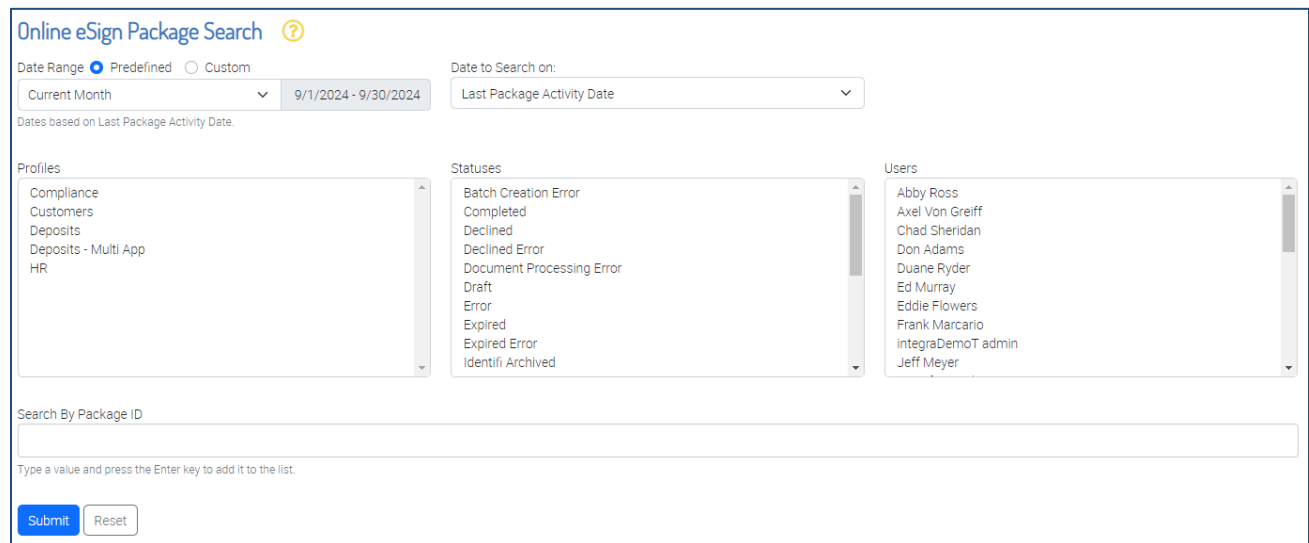 Online eSign Package Search ?
Date Range Predefined Custom
Current Month 9/1/2024 - 9/30/2024
Dates based on Last Package Activity Date.
Date to Search on:
Last Package Activity Date
Profiles
Compliance
Customers
Deposits
Deposits - Multi App
HR
Statuses
Batch Creation Error
Completed
Declined
Declined Error
Document Processing Error
Draft
Error
Expired
Expired Error
Identifi Archived
Users
Abby Ross
Axel Von Greiff
Chad Sheridan
Don Adams
Duane Ryder
Ed Murray
Eddie Flowers
Frank Marcario
integraDemoT admin
Jeff Meyer
Search By Package ID
Type a value and press the Enter key to add it to the list.
Submit Reset